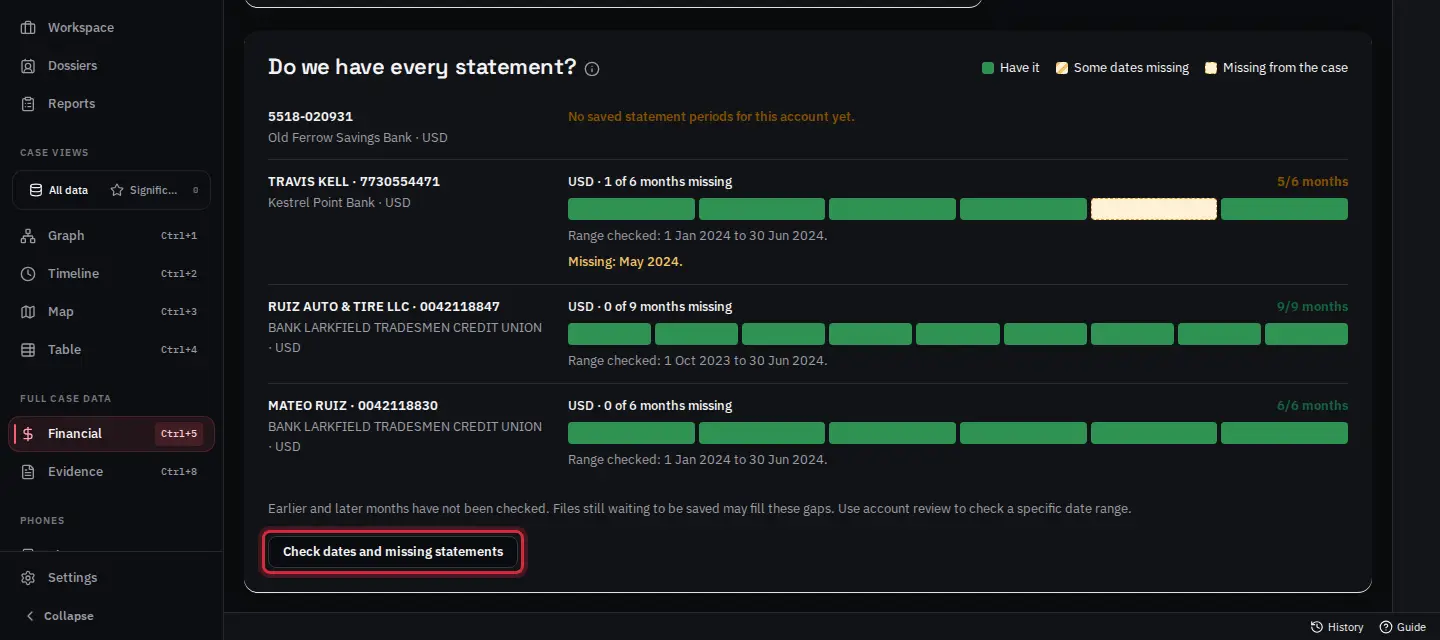 Workspace
Dossiers
Reports
CASE VIEWS
All data Signific... 0
Graph Ctrl+1
Timeline Ctrl+2
Map Ctrl+3
Table Ctrl+4
FULL CASE DATA
Financial Ctrl+5
Evidence Ctrl+8
PHONES
Settings
Collapse
Do we have every statement?
Have it Some dates missing Missing from the case
5518-020931
Old Ferrow Savings Bank · USD
No saved statement periods for this account yet.
TRAVIS KELL · 7730554471
Kestrel Point Bank · USD
USD · 1 of 6 months missing 5/6 months
Range checked: 1 Jan 2024 to 30 Jun 2024.
Missing: May 2024.
RUIZ AUTO & TIRE LLC · 0042118847
BANK LARKFIELD TRADESMEN CREDIT UNION
· USD
USD · 0 of 9 months missing 9/9 months
Range checked: 1 Oct 2023 to 30 Jun 2024.
MATEO RUIZ · 0042118830
BANK LARKFIELD TRADESMEN CREDIT UNION
· USD
USD · 0 of 6 months missing 6/6 months
Range checked: 1 Jan 2024 to 30 Jun 2024.
Earlier and later months have not been checked. Files still waiting to be saved may fill these gaps. Use account review to check a specific date range.
Check dates and missing statements
History Guide